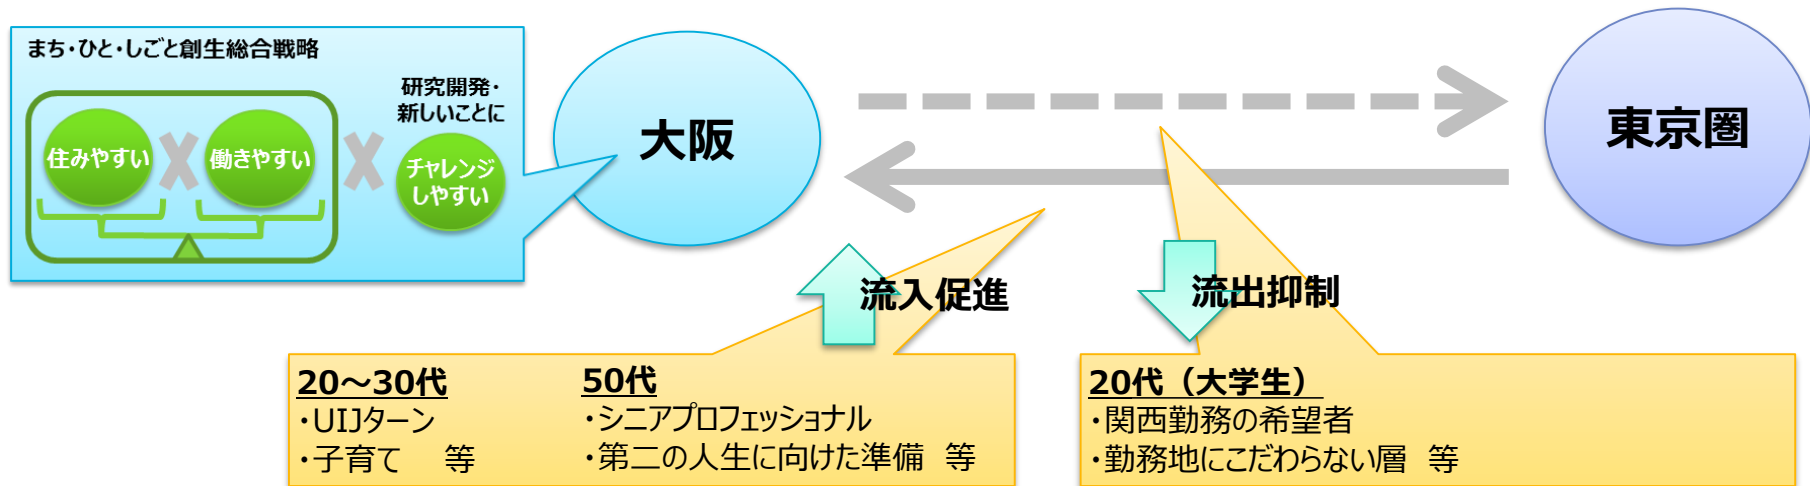 まち・ひと・しごと創生総合戦略
研究開発・
新しいことに
住みやすい
働きやすい
チャレンジ
しやすい
大阪
東京圏
流入促進
流出抑制
20～30代
・UIJターン
・子育て　等
50代
・シニアプロフェッショナル
・第二の人生に向けた準備　等
20代（大学生）
・関西勤務の希望者
・勤務地にこだわらない層　等